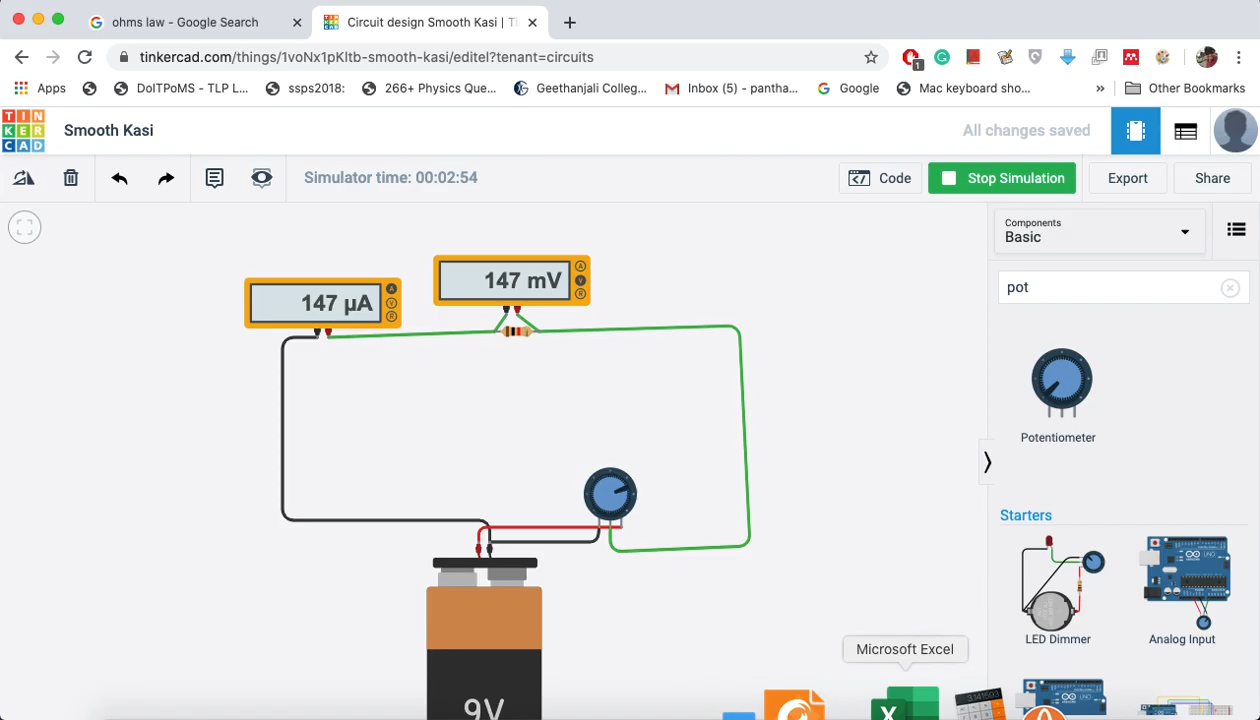 ohms law - Google Search
Circuit design Smooth Kasi | Ti
tinkercad.com/things/1voNx1pKltb-smooth-kasi/editel?tenant=circuits
1
Apps
DoITPoMS - TLP L...
ssps2018:
266+ Physics Que...
Geethanjali Colleg...
Inbox (5) - pantha...
Google
Mac keyboard sho...
»
Other Bookmarks
TIN
KER
CAD
Smooth Kasi
All changes saved
Simulator time: 00:02:54
Code
Stop Simulation
Export
Share
Components
Basic
pot
147 mV
A
V
R
147 µA
A
V
R
Potentiometer
Starters
LED Dimmer
Analog Input
Microsoft Excel
9V
X